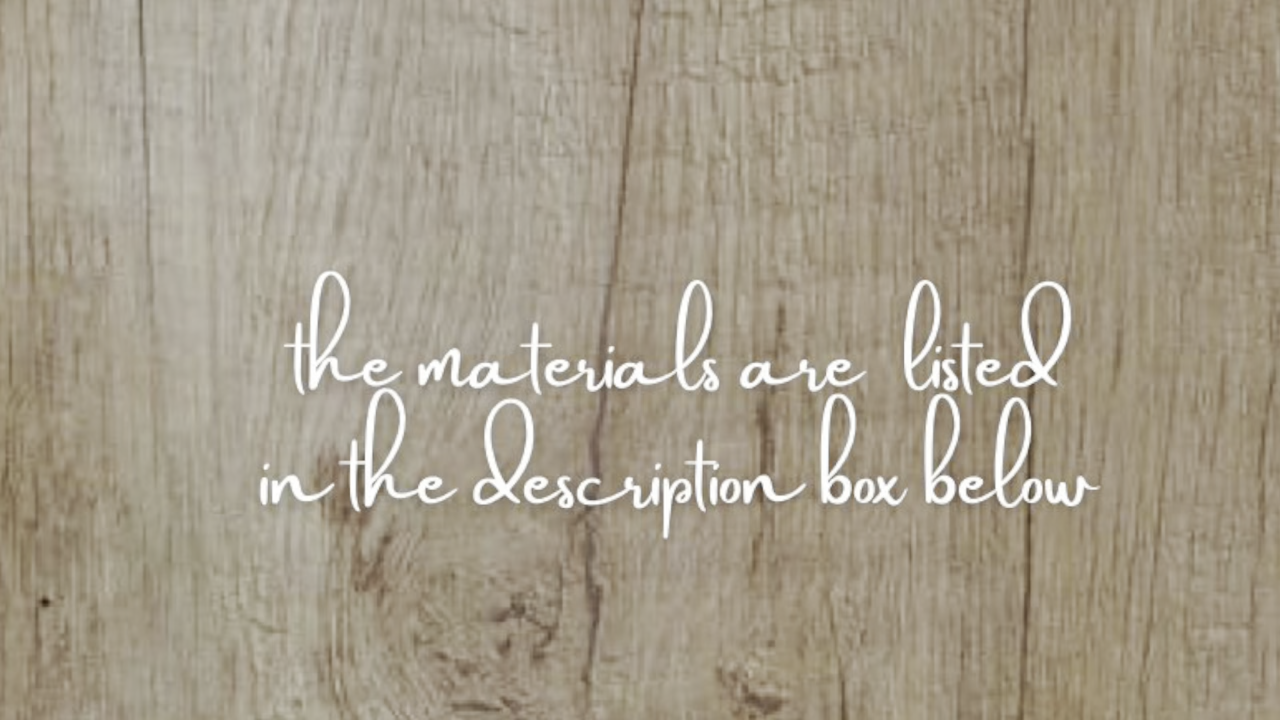 the materials are listed
in the description box below